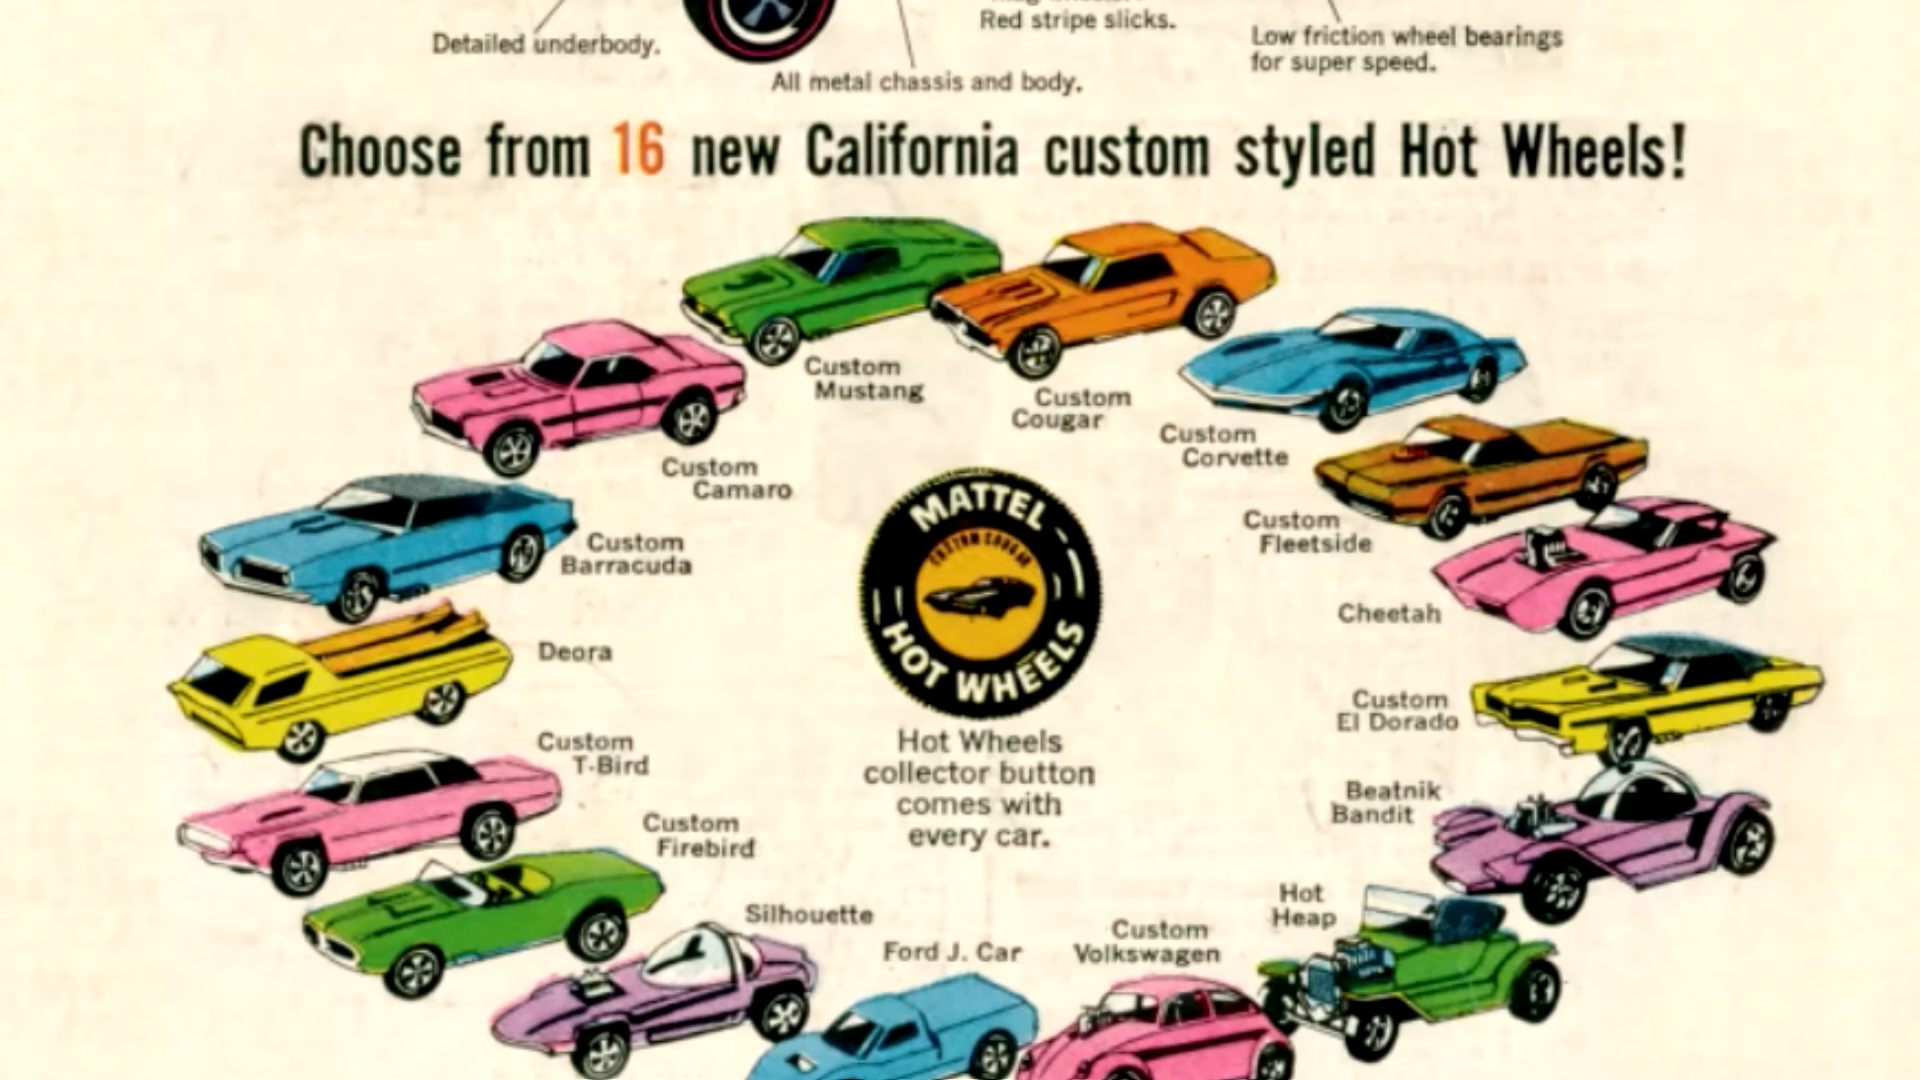 Red stripe slicks.
Detailed underbody.
Low friction wheel bearings
for super speed.
All metal chassis and body.
Choose from 16 new California custom styled Hot Wheels!
Custom
Mustang
Custom
Cougar
Custom
Corvette
Custom
Camaro
Custom
Fleetside
Custom
Barracuda
MATTEL
CUSTOM COUGAR
HOT WHEELS
Cheetah
Deora
Custom
El Dorado
Custom
T-Bird
Hot Wheels
collector button
comes with
every car.
Beatnik
Bandit
Custom
Firebird
Hot
Heap
Silhouette
Ford J. Car
Custom
Volkswagen